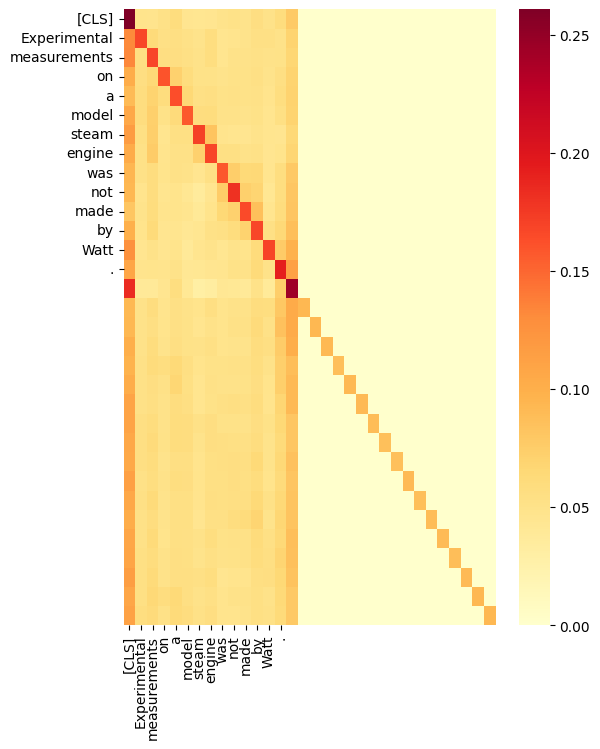 [CLS]
Experimental
measurements
on
a
model
steam
engine
was
not
made
by
Watt
.
[CLS]
Experimental
measurements
on
a
model
steam
engine
was
not
made
by
Watt
.
0.25
0.20
0.15
0.10
0.05
0.00